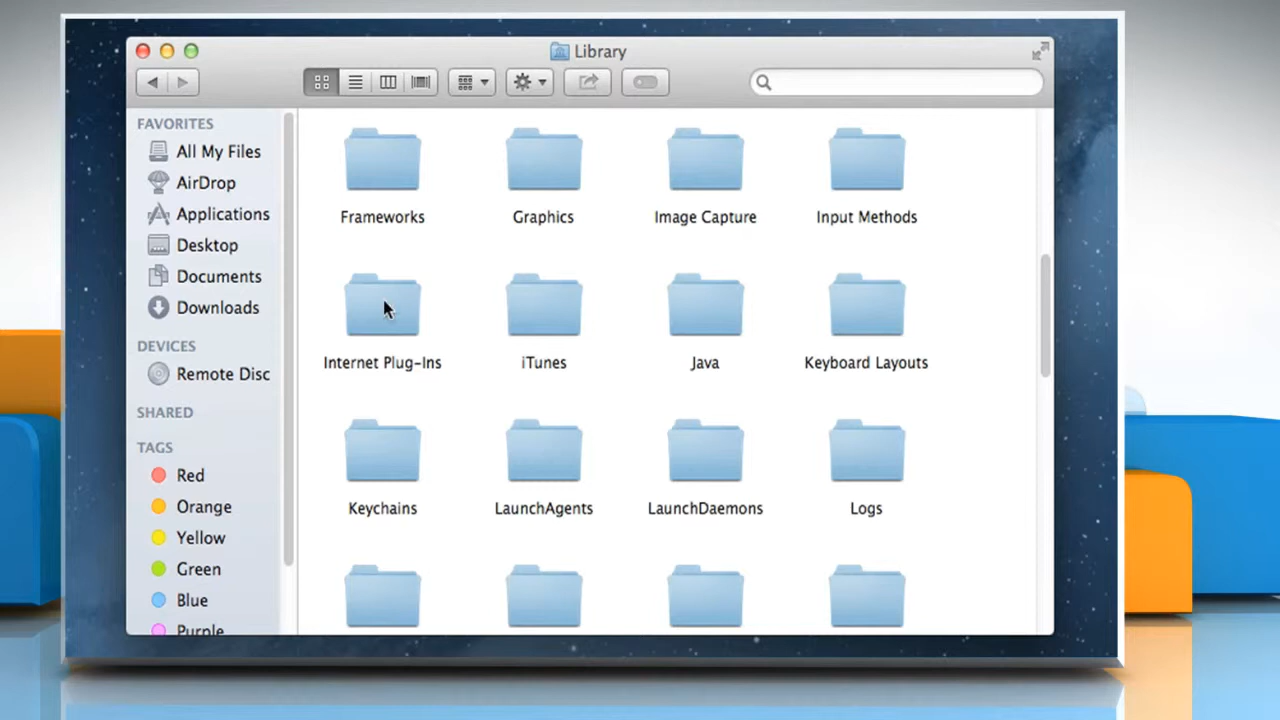 Library
FAVORITES
All My Files
AirDrop
Applications
Desktop
Documents
Downloads
DEVICES
Remote Disc
SHARED
TAGS
Red
Orange
Yellow
Green
Blue
Purple
Frameworks
Graphics
Image Capture
Input Methods
Internet Plug-Ins
iTunes
Java
Keyboard Layouts
Keychains
LaunchAgents
LaunchDaemons
Logs